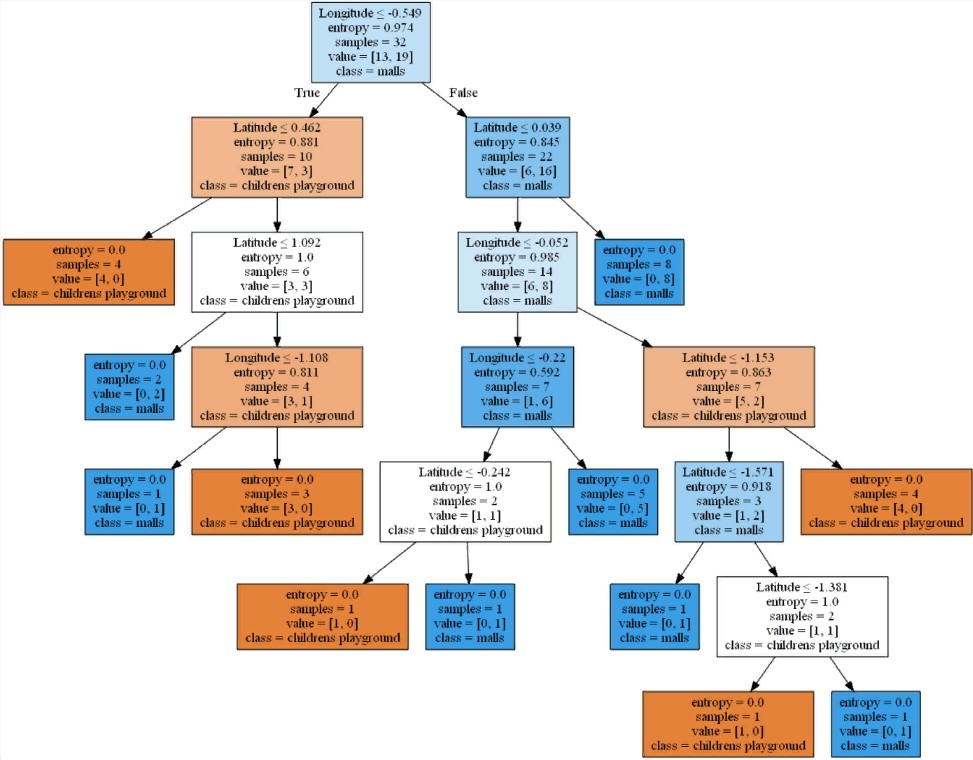 Longitude ≤ -0.549
entropy = 0.974
samples = 32
value = [13, 19]
class = malls
True
False
Latitude ≤ 0.462
entropy = 0.881
samples = 10
value = [7, 3]
class = childrens playground
Latitude ≤ 0.039
entropy = 0.845
samples = 22
value = [6, 16]
class = malls
entropy = 0.0
samples = 4
value = [4, 0]
class = childrens playground
Latitude ≤ 1.092
entropy = 1.0
samples = 6
value = [3, 3]
class = childrens playground
Longitude ≤ -0.052
entropy = 0.985
samples = 14
value = [6, 8]
class = malls
entropy = 0.0
samples = 8
value = [0, 8]
class = malls
entropy = 0.0
samples = 2
value = [0, 2]
class = malls
Longitude ≤ -1.108
entropy = 0.811
samples = 4
value = [3, 1]
class = childrens playground
Longitude ≤ -0.22
entropy = 0.592
samples = 7
value = [1, 6]
class = malls
Latitude ≤ -1.153
entropy = 0.863
samples = 7
value = [5, 2]
class = childrens playground
entropy = 0.0
samples = 1
value = [0, 1]
class = malls
entropy = 0.0
samples = 3
value = [3, 0]
class = childrens playground
Latitude ≤ -0.242
entropy = 1.0
samples = 2
value = [1, 1]
class = childrens playground
entropy = 0.0
samples = 5
value = [0, 5]
class = malls
Latitude ≤ -1.571
entropy = 0.918
samples = 3
value = [1, 2]
class = malls
entropy = 0.0
samples = 4
value = [4, 0]
class = childrens playground
entropy = 0.0
samples = 1
value = [1, 0]
class = childrens playground
entropy = 0.0
samples = 1
value = [0, 1]
class = malls
entropy = 0.0
samples = 1
value = [0, 1]
class = malls
Latitude ≤ -1.381
entropy = 1.0
samples = 2
value = [1, 1]
class = childrens playground
entropy = 0.0
samples = 1
value = [1, 0]
class = childrens playground
entropy = 0.0
samples = 1
value = [0, 1]
class = malls